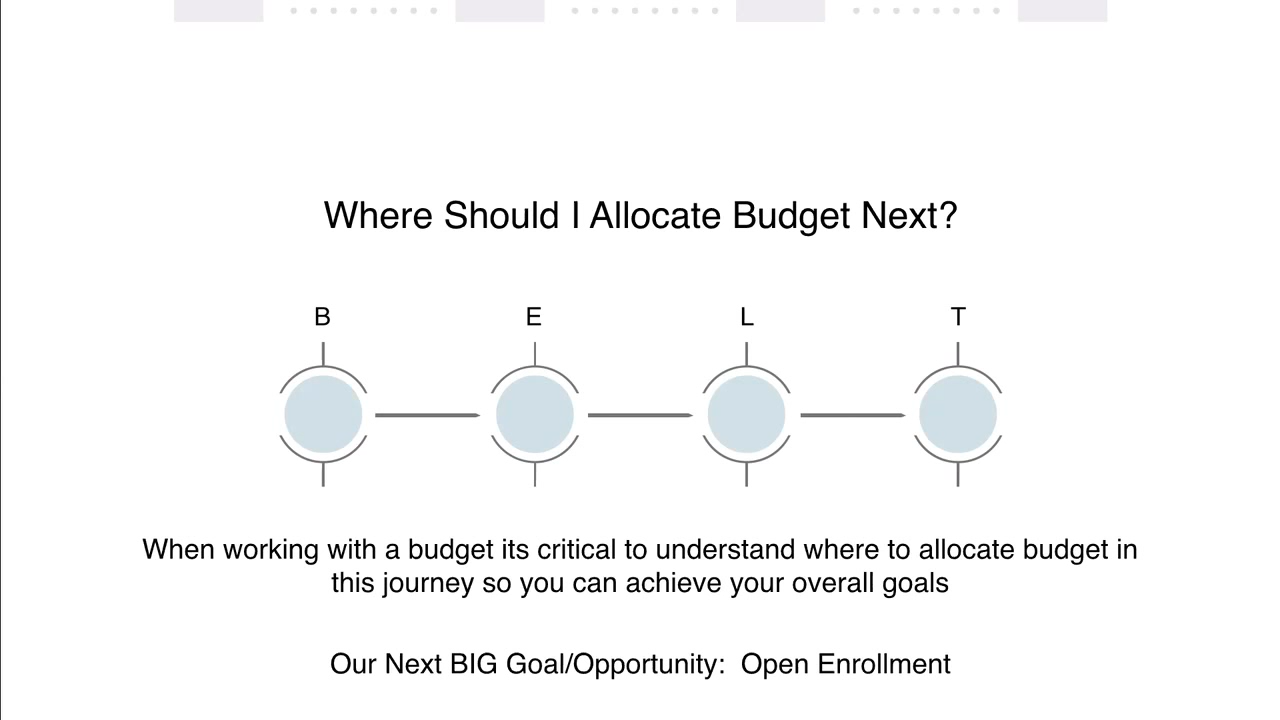 Where Should I Allocate Budget Next?
B E L T
When working with a budget its critical to understand where to allocate budget in
this journey so you can achieve your overall goals
Our Next BIG Goal/Opportunity:  Open Enrollment